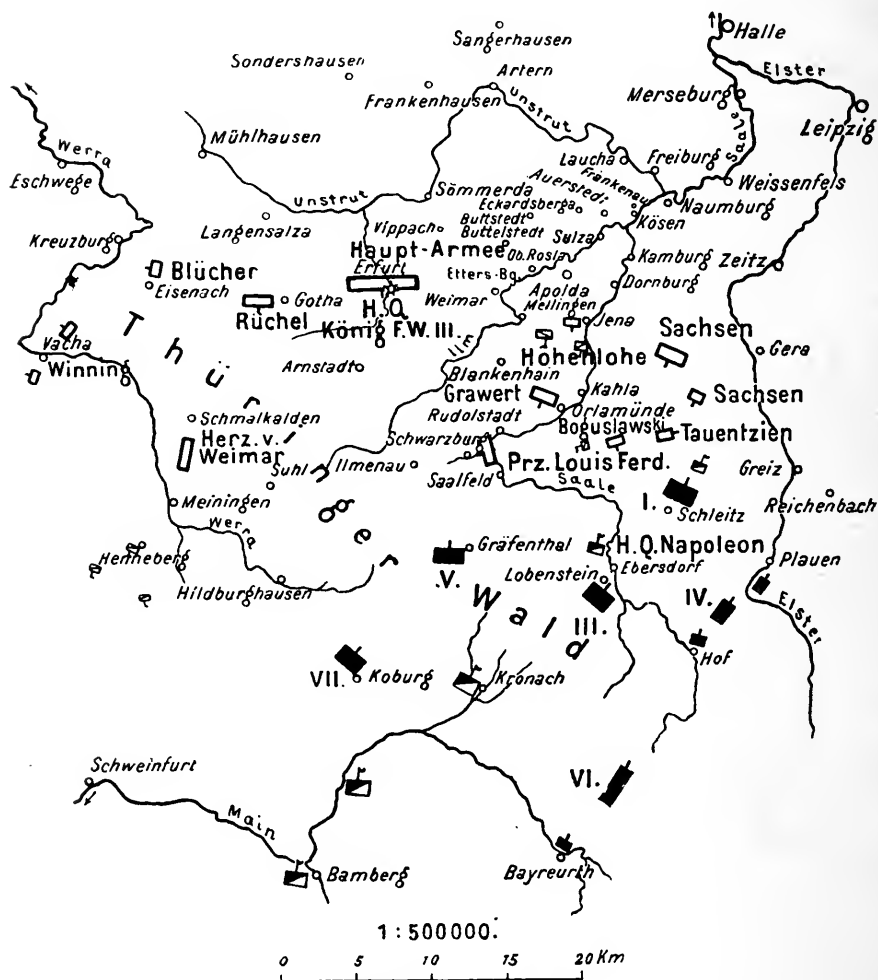 Halle
Sangerhausen
Elster
Sondershausen
Artern
Frankenhausen
Unstrut
Merseburg
Saale
Leipzig
Mühlhausen
Werra
Laucha
Freiburg
Eschwege
Unstrut
Sömmerda
Auerstedt
Frankenau
Weissenfels
Eckardsberga
Naumburg
Langensalza
Vippach
Buttstedt
Kösen
Kreuzburg
Buttelstedt
Sulza
Haupt-Armee
Ob. Rosla
Kamburg
Zeitz
Blücher
Erfurt
Etters-Bg.
Apolda
Dornburg
Eisenach
Gotha
Weimar
Mellingen
Rüchel
H. Q.
Jena
König F. W. III.
Ilm
Sachsen
Vacha
Hohenlohe
Gera
Winning
Arnstadt
Blankenhain
Grawert
Kahla
Sachsen
Schmalkalden
Rudolstadt
Orlamünde
Herz. v.
Weimar
Schwarzburg
Boguslawski
Tauentzien
Suhl
Ilmenau
Prz. Louis Ferd.
Greiz
Saalfeld
Saale
I.
Meiningen
Schleitz
Reichenbach
Werra
Gräfenthal
H. Q. Napoleon
Henneberg
V.
Ebersdorf
Plauen
Hildburghausen
Lobenstein
IV.
III.
Elster
Thüringer Wald
Hof
VII.
Koburg
Kronach
Schweinfurt
VI.
Main
Bamberg
Bayreurth
1 : 500000.
0 5 10 15 20 Km